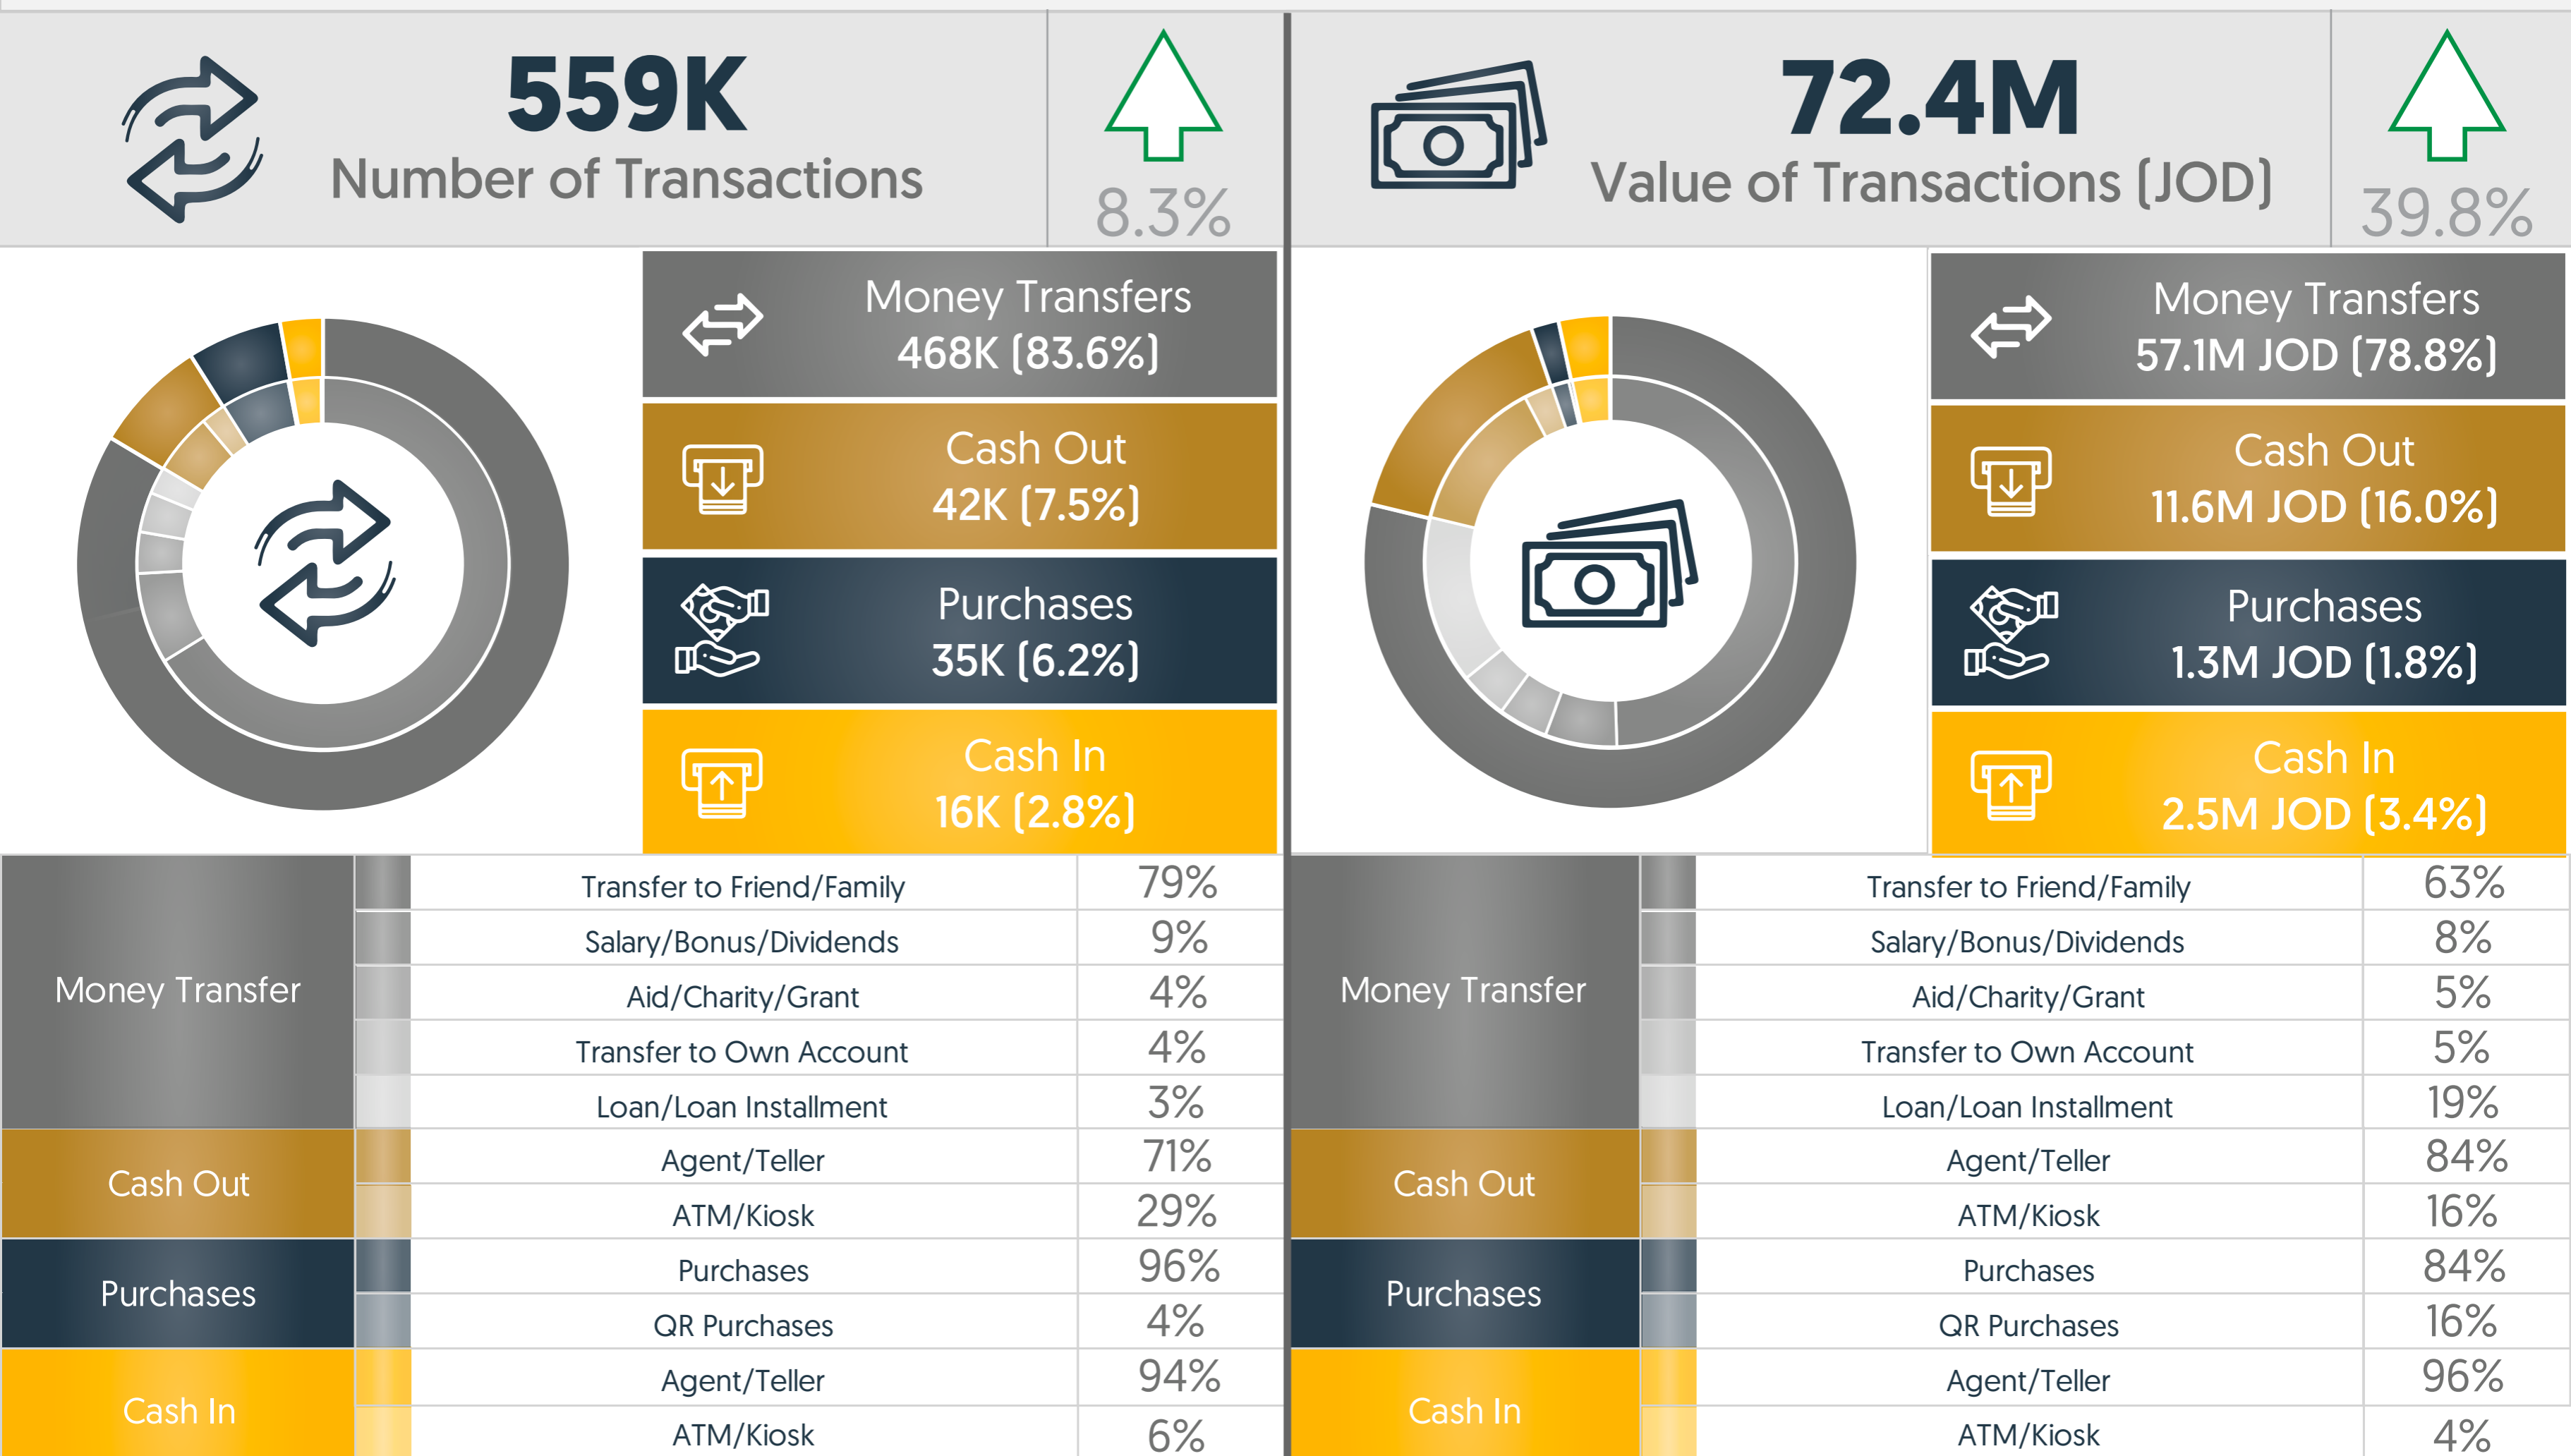 559K
Number of Transactions
8.3%
Money Transfers
468K (83.6%)
Cash Out
42K (7.5%)
Purchases
35K (6.2%)
Cash In
16K (2.8%)
Money Transfer
Transfer to Friend/Family
79%
Salary/Bonus/Dividends
9%
Aid/Charity/Grant
4%
Transfer to Own Account
4%
Loan/Loan Installment
3%
Cash Out
Agent/Teller
71%
ATM/Kiosk
29%
Purchases
Purchases
96%
QR Purchases
4%
Cash In
Agent/Teller
94%
ATM/Kiosk
6%
72.4M
Value of Transactions (JOD)
39.8%
Money Transfers
57.1M JOD (78.8%)
Cash Out
11.6M JOD (16.0%)
Purchases
1.3M JOD (1.8%)
Cash In
2.5M JOD (3.4%)
Money Transfer
Transfer to Friend/Family
63%
Salary/Bonus/Dividends
8%
Aid/Charity/Grant
5%
Transfer to Own Account
5%
Loan/Loan Installment
19%
Cash Out
Agent/Teller
84%
ATM/Kiosk
16%
Purchases
Purchases
84%
QR Purchases
16%
Cash In
Agent/Teller
96%
ATM/Kiosk
4%